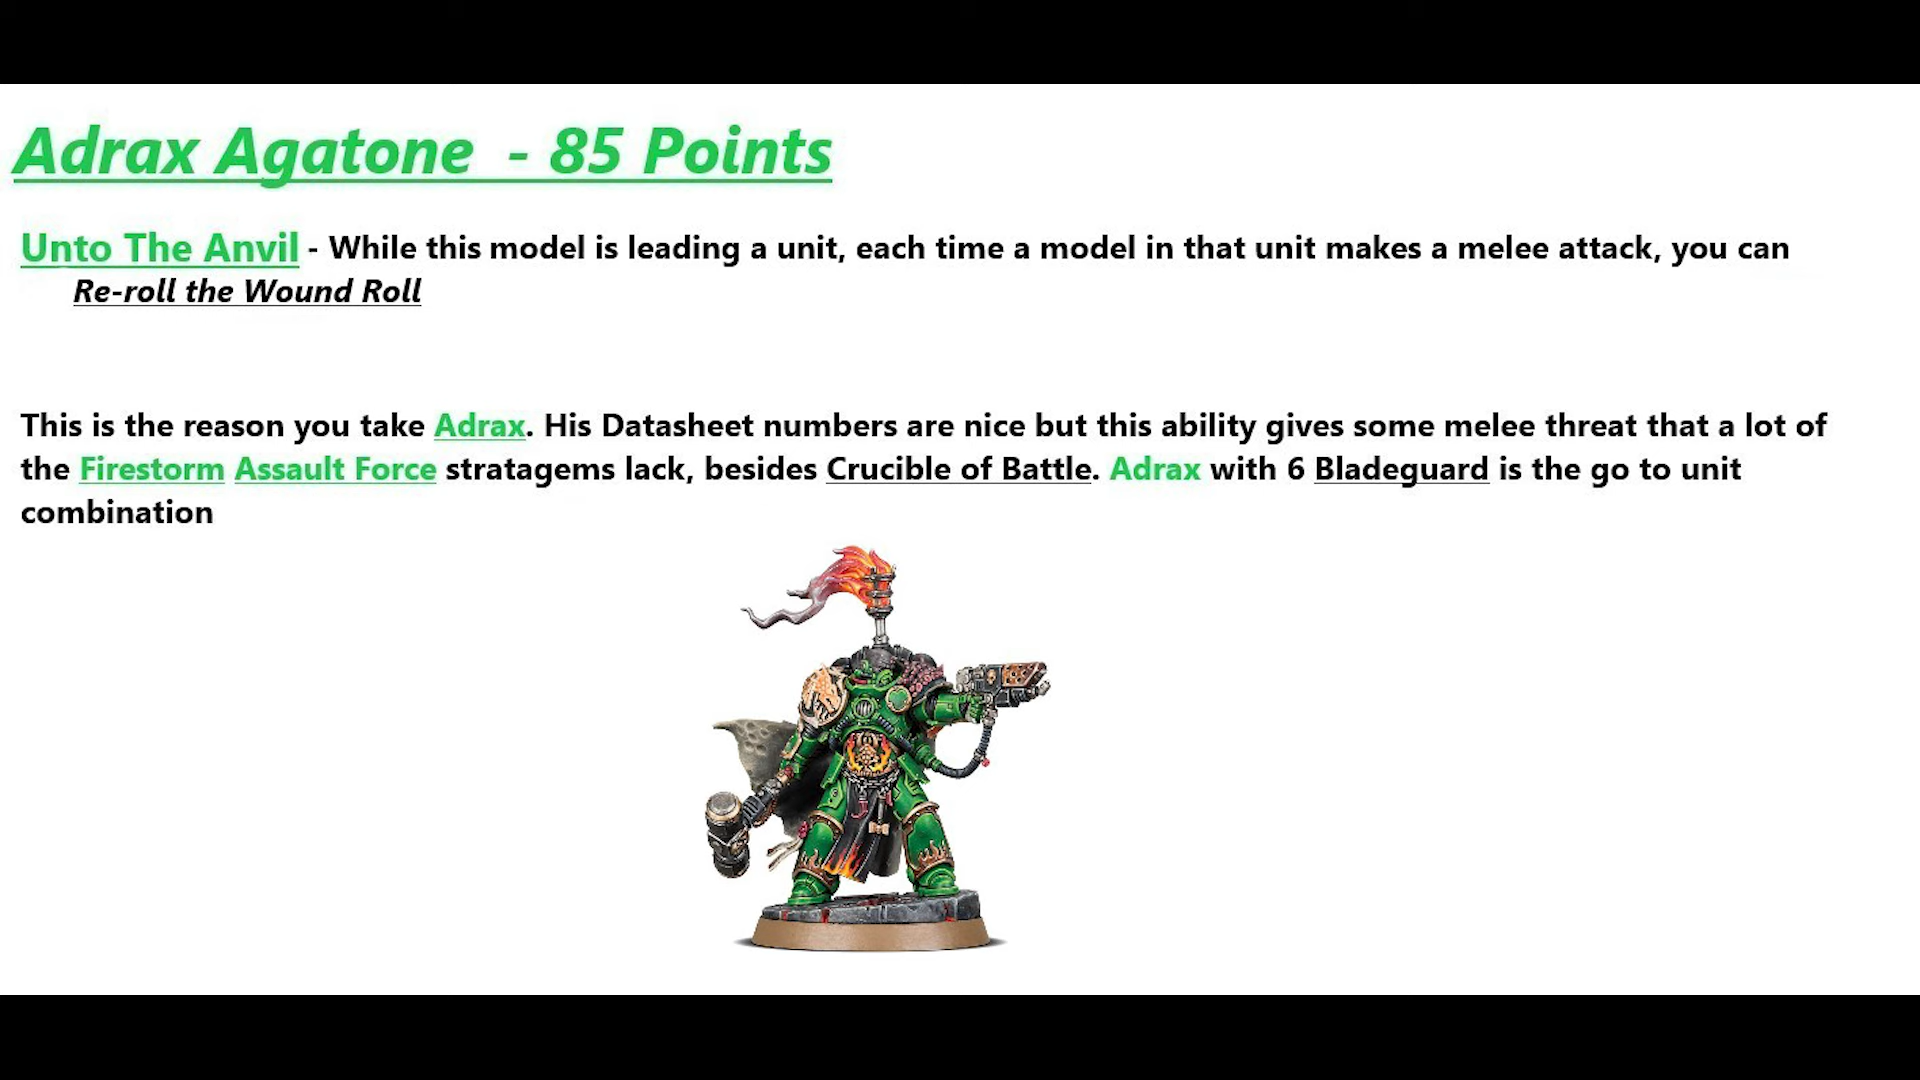 Adrax Agatone - 85 Points
Unto The Anvil - While this model is leading a unit, each time a model in that unit makes a melee attack, you can
Re-roll the Wound Roll
This is the reason you take Adrax. His Datasheet numbers are nice but this ability gives some melee threat that a lot of
the Firestorm Assault Force stratagems lack, besides Crucible of Battle. Adrax with 6 Bladeguard is the go to unit
combination